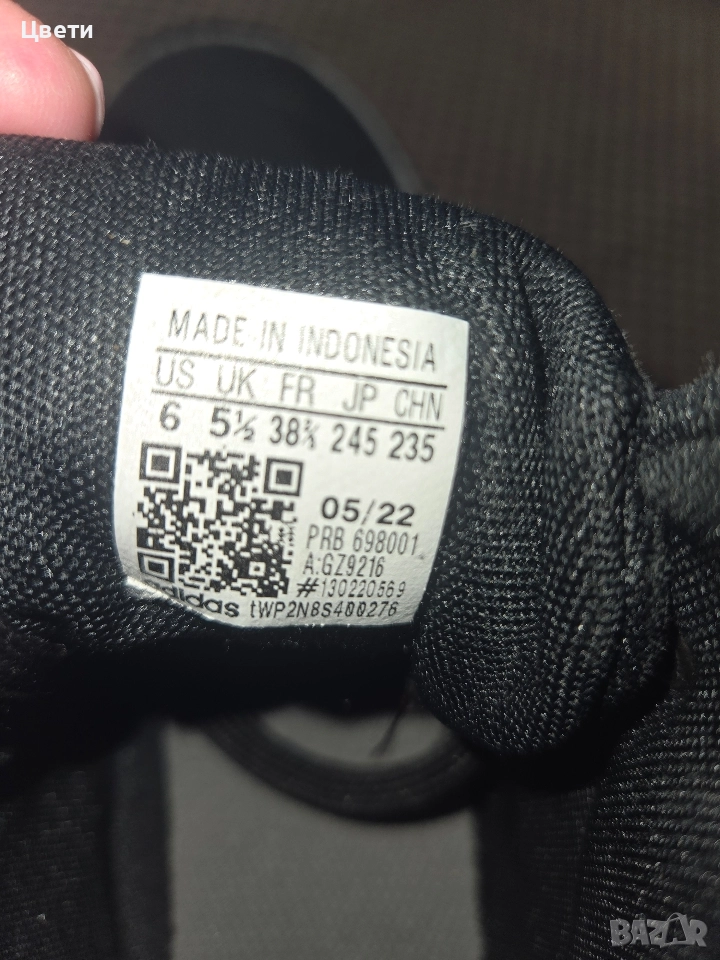 Цвети
MADE IN INDONESIA
US UK FR JP CHN
6 5½ 38⅔ 245 235
05/22
PRB 698001
A:GZ9216
#130220569
adidas tWP2N8S400276
BAZAR